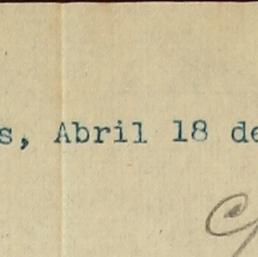 s, Abril 18 de